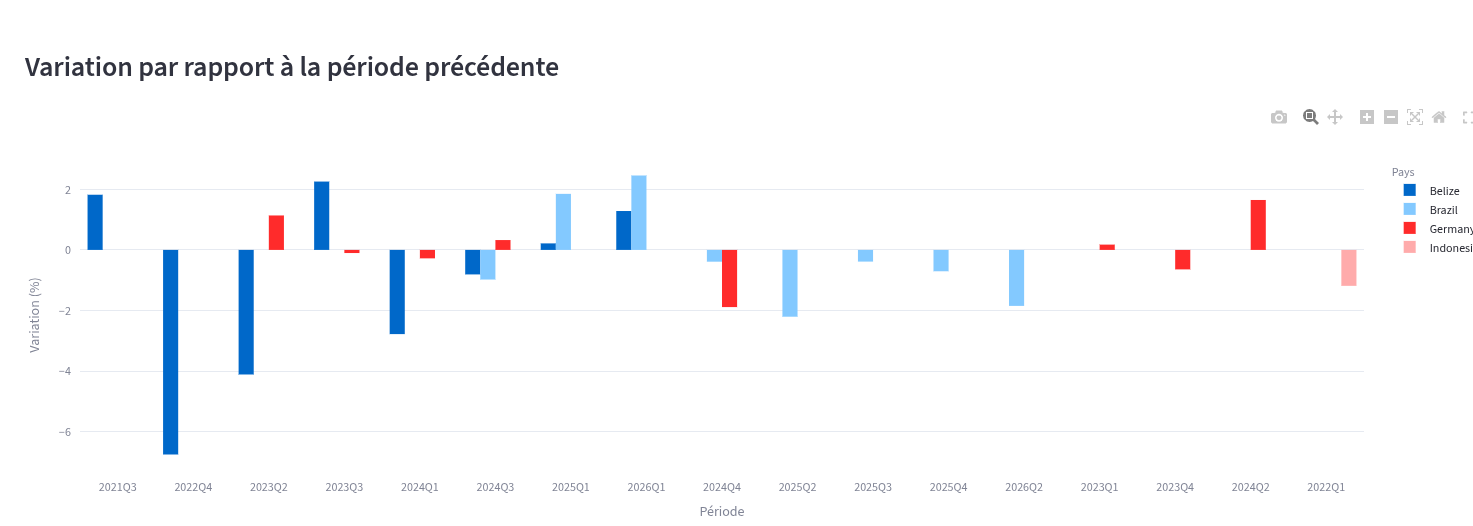 Variation par rapport à la période précédente
Pays
Belize
Brazil
Germany
Indonesi
Variation (%)
2
0
−2
−4
−6
2021Q3 2022Q4 2023Q2 2023Q3 2024Q1 2024Q3 2025Q1 2026Q1 2024Q4 2025Q2 2025Q3 2025Q4 2026Q2 2023Q1 2023Q4 2024Q2 2022Q1
Période